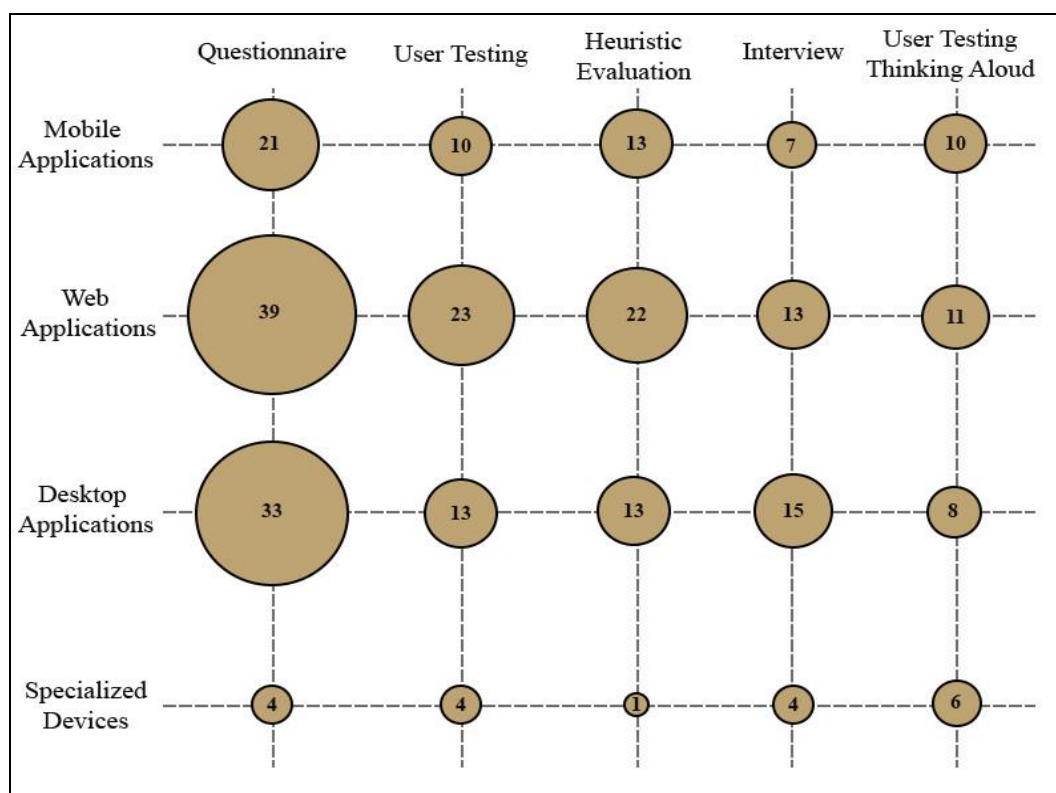 Questionnaire
User Testing
Heuristic
Evaluation
Interview
User Testing
Thinking Aloud
Mobile
Applications
21
10
13
7
10
Web
Applications
39
23
22
13
11
Desktop
Applications
33
13
13
15
8
Specialized
Devices
4
4
1
4
6